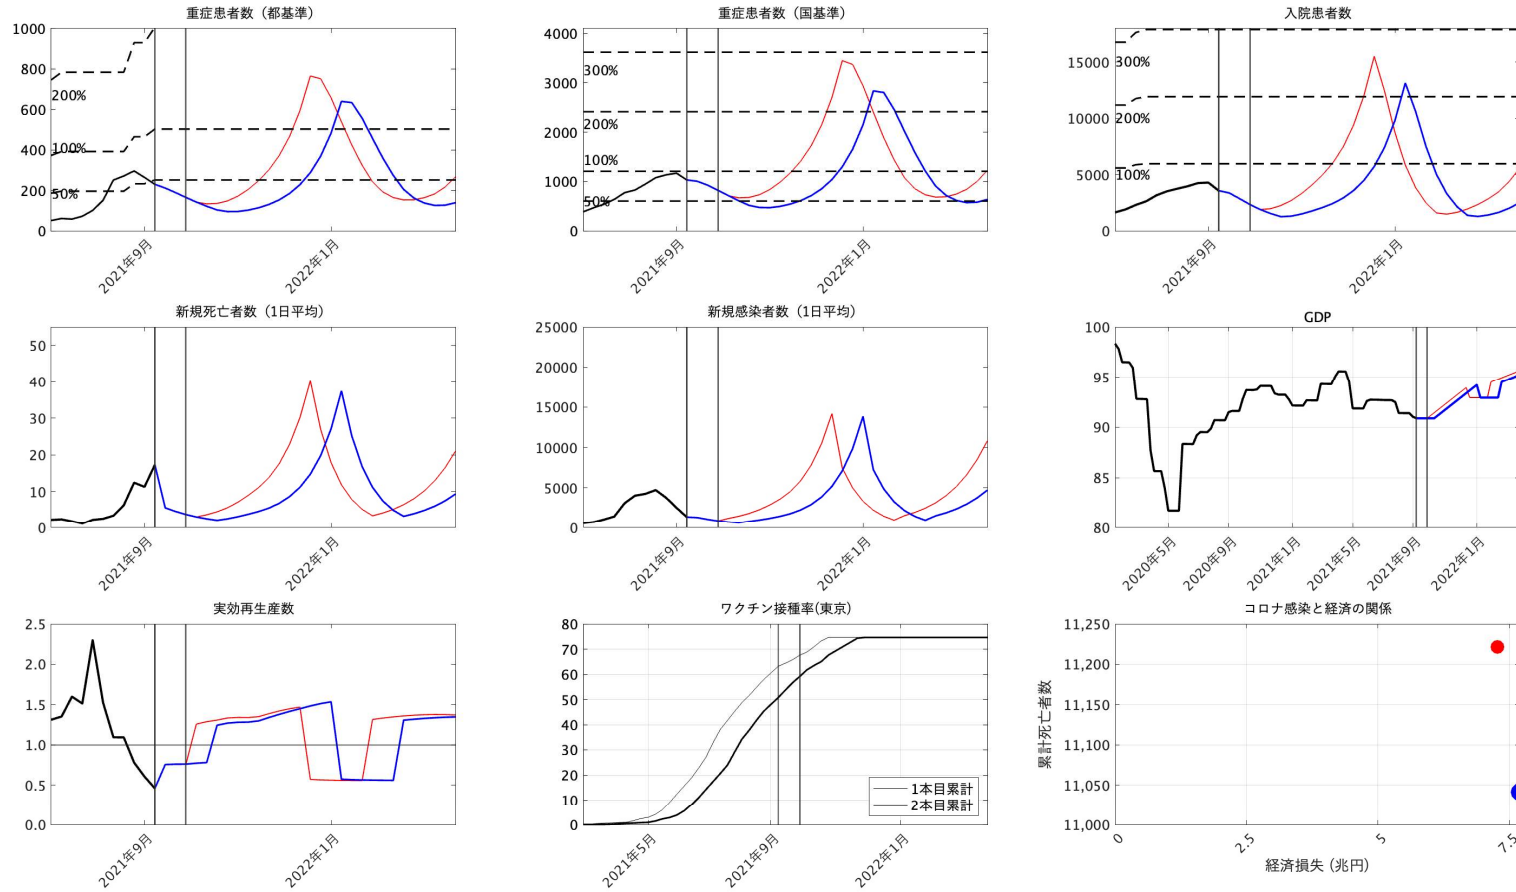 重症患者数（都基準）
1000
800
600
400
200
0
200%
100%
50%
2021年9月
2022年1月
重症患者数（国基準）
4000
3000
2000
1000
0
300%
200%
100%
50%
2021年9月
2022年1月
入院患者数
15000
10000
5000
0
300%
200%
100%
2021年9月
2022年1月
新規死亡者数（1日平均）
50
40
30
20
10
0
2021年9月
2022年1月
新規感染者数（1日平均）
25000
20000
15000
10000
5000
0
2021年9月
2022年1月
GDP
100
95
90
85
80
2020年5月
2020年9月
2021年1月
2021年5月
2021年9月
2022年1月
実効再生産数
2.5
2.0
1.5
1.0
0.5
0.0
2021年9月
2022年1月
ワクチン接種率(東京)
80
70
60
50
40
30
20
10
0
1本目累計
2本目累計
2021年5月
2021年9月
2022年1月
コロナ感染と経済の関係
累計死亡者数
11,250
11,200
11,150
11,100
11,050
11,000
0
2.5
5
7.5
経済損失 (兆円)